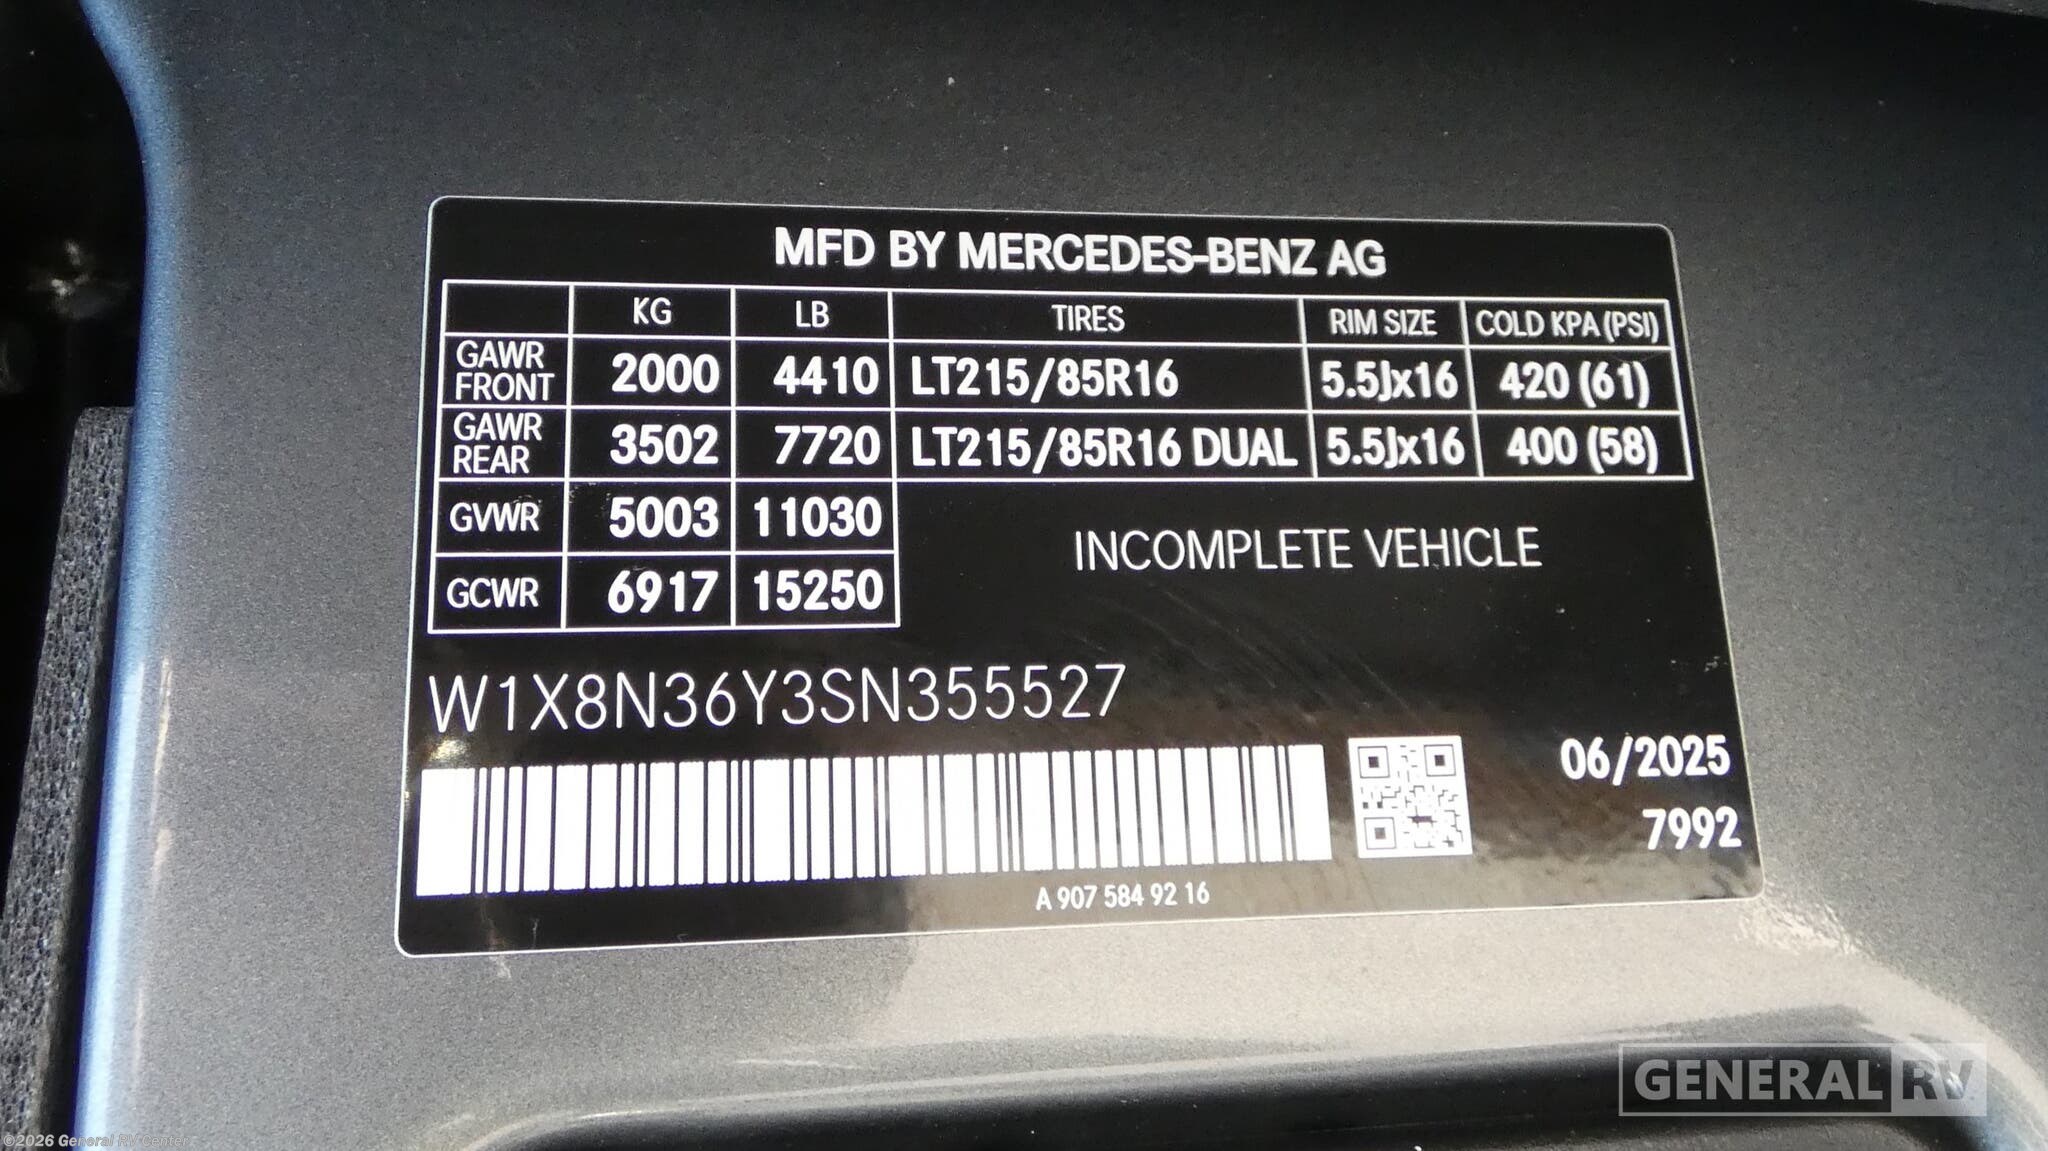 MFD BY MERCEDES-BENZ AG
KG LB TIRES RIM SIZE COLD KPA (PSI)
GAWR FRONT 2000 4410 LT215/85R16 5.5Jx16 420 (61)
GAWR REAR 3502 7720 LT215/85R16 DUAL 5.5Jx16 400 (58)
GVWR 5003 11030
INCOMPLETE VEHICLE
GCWR 6917 15250
W1X8N36Y3SN355527
06/2025
7992
A 907 584 92 16
GENERAL RV
©2026 General RV Center